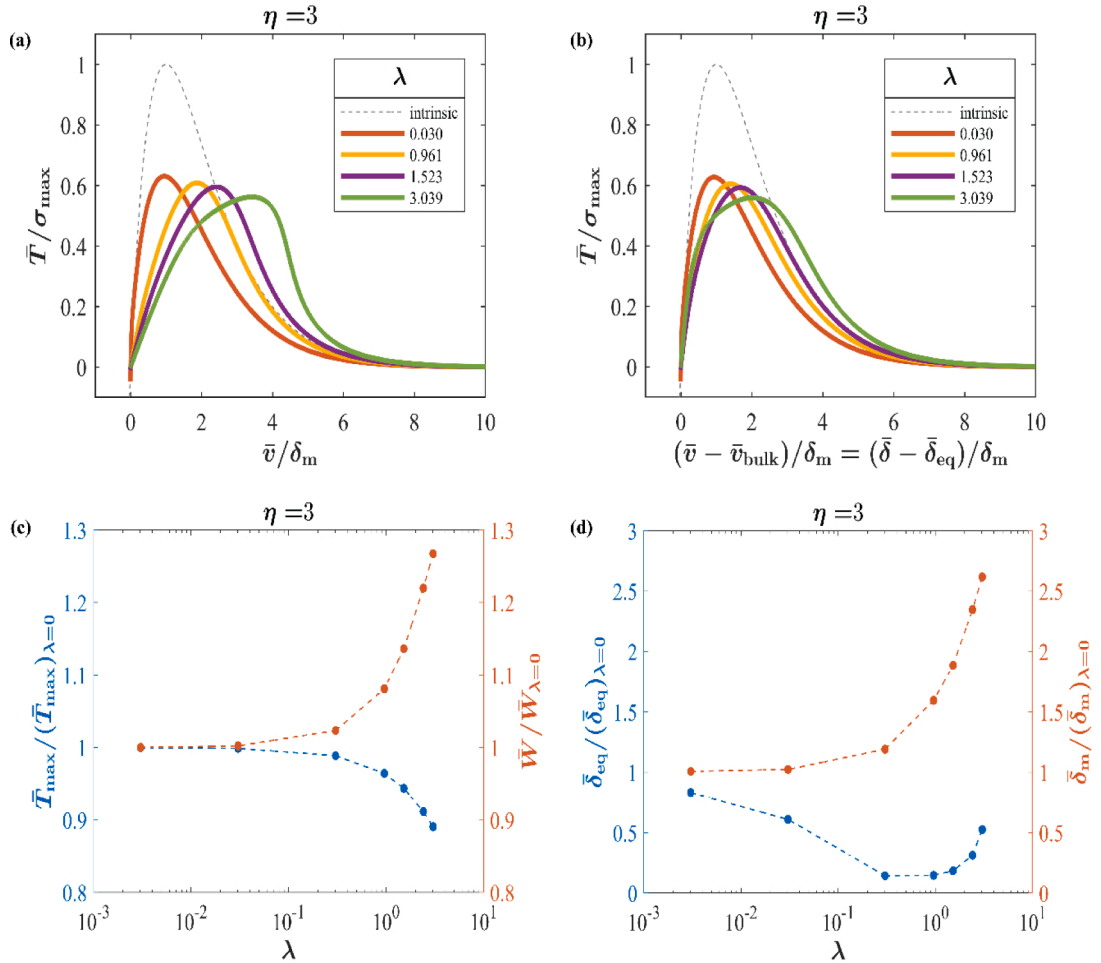 η =3
(a)
T̄/σmax
1
0.8
0.6
0.4
0.2
0
λ
intrinsic
0.030
0.961
1.523
3.039
0 2 4 6 8 10
v̄/δm
η =3
(b)
T̄/σmax
1
0.8
0.6
0.4
0.2
0
λ
intrinsic
0.030
0.961
1.523
3.039
0 2 4 6 8 10
(v̄ − v̄bulk)/δm = (δ̄ − δ̄eq)/δm
η =3
(c)
T̄max/(T̄max)λ=0
1.3
1.2
1.1
1
0.9
0.8
1.3
1.2
1.1
1
0.9
0.8
W̄/W̄λ=0
10⁻³ 10⁻² 10⁻¹ 10⁰ 10¹
λ
η =3
(d)
δ̄eq/(δ̄eq)λ=0
3
2.5
2
1.5
1
0.5
0
3
2.5
2
1.5
1
0.5
0
δ̄m/(δ̄m)λ=0
10⁻³ 10⁻² 10⁻¹ 10⁰ 10¹
λ